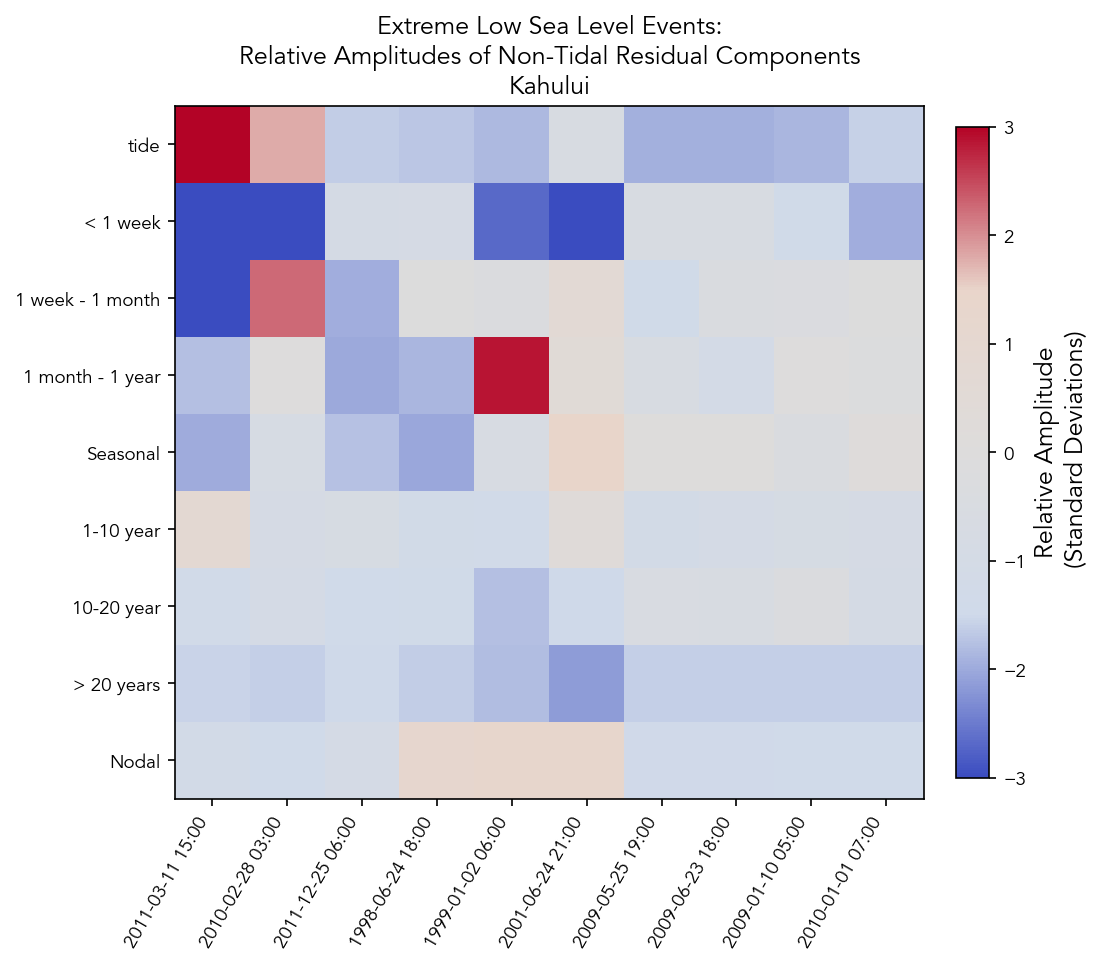 Extreme Low Sea Level Events:
Relative Amplitudes of Non-Tidal Residual Components
Kahului
tide
< 1 week
1 week - 1 month
1 month - 1 year
Seasonal
1-10 year
10-20 year
> 20 years
Nodal
2011-03-11 15:00
2010-02-28 03:00
2011-12-25 06:00
1998-06-24 18:00
1999-01-02 06:00
2001-06-24 21:00
2009-05-25 19:00
2009-06-23 18:00
2009-01-10 05:00
2010-01-01 07:00
3
2
1
0
−1
−2
−3
Relative Amplitude
(Standard Deviations)